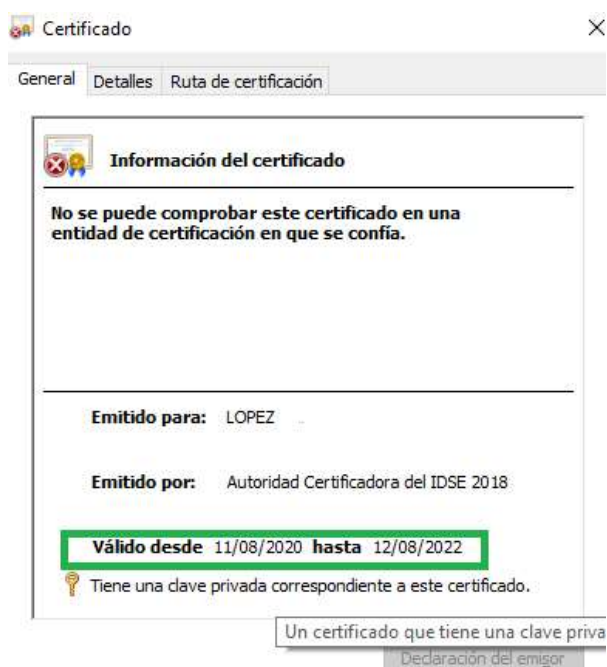 Certificado
General Detalles Ruta de certificación
Información del certificado
No se puede comprobar este certificado en una
entidad de certificación en que se confía.
Emitido para: LOPEZ
Emitido por: Autoridad Certificadora del IDSE 2018
Válido desde 11/08/2020 hasta 12/08/2022
Tiene una clave privada correspondiente a este certificado.
Un certificado que tiene una clave priva
Declaración del emisor